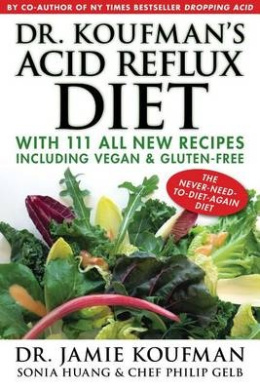 BY CO-AUTHOR OF NY TIMES BESTSELLER DROPPING ACID
DR. KOUFMAN'S
ACID REFLUX
DIET
WITH 111 ALL NEW RECIPES
INCLUDING VEGAN & GLUTEN-FREE
THE
NEVER-NEED-
TO-DIET-AGAIN
DIET
DR. JAMIE KOUFMAN
SONIA HUANG & CHEF PHILIP GELB